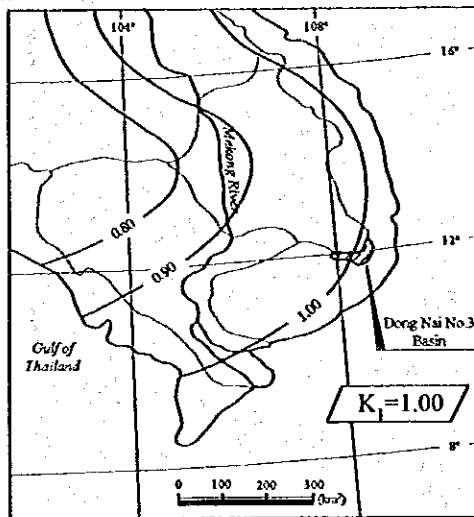 104°
108°
16°
Mekong River
0.80
12°
0.90
1.00
Dong Nai No.3
Basin
Gulf of
Thailand
K₁=1.00
8°
0 100 200 300
(km²)